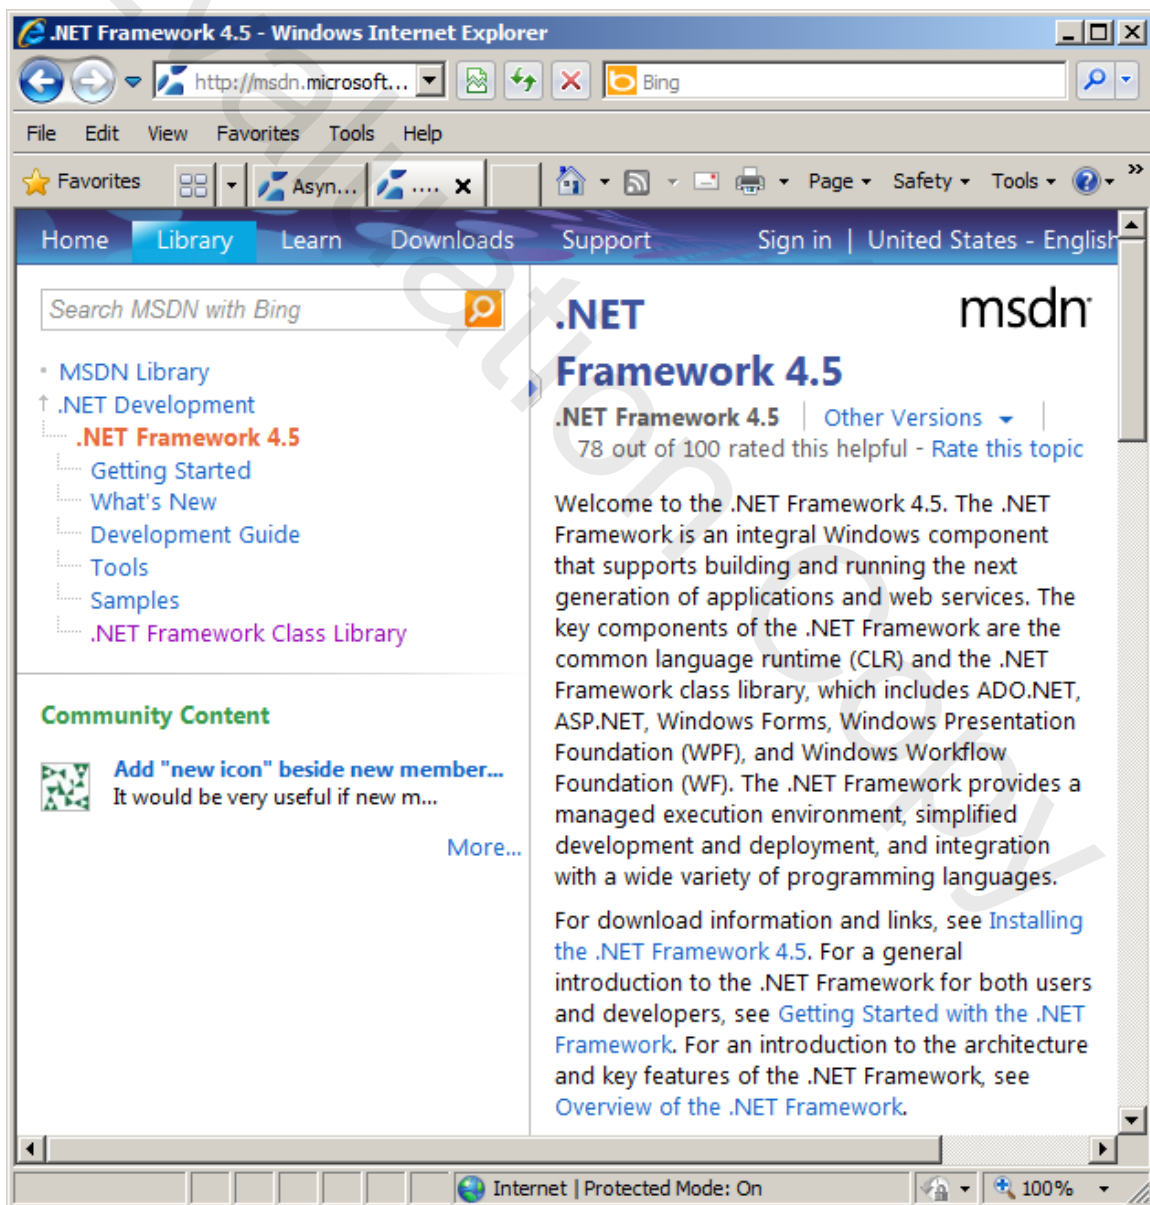 .NET Framework 4.5 - Windows Internet Explorer
http://msdn.microsoft...
Bing
File Edit View Favorites Tools Help
Favorites
Asyn...
....
Page
Safety
Tools
Home Library Learn Downloads Support Sign in | United States - English
Search MSDN with Bing
MSDN Library
.NET Development
.NET Framework 4.5
Getting Started
What's New
Development Guide
Tools
Samples
.NET Framework Class Library
Community Content
Add "new icon" beside new member...
It would be very useful if new m...
More...
msdn
.NET
Framework 4.5
.NET Framework 4.5 | Other Versions
78 out of 100 rated this helpful - Rate this topic
Welcome to the .NET Framework 4.5. The .NET
Framework is an integral Windows component
that supports building and running the next
generation of applications and web services. The
key components of the .NET Framework are the
common language runtime (CLR) and the .NET
Framework class library, which includes ADO.NET,
ASP.NET, Windows Forms, Windows Presentation
Foundation (WPF), and Windows Workflow
Foundation (WF). The .NET Framework provides a
managed execution environment, simplified
development and deployment, and integration
with a wide variety of programming languages.
For download information and links, see Installing
the .NET Framework 4.5. For a general
introduction to the .NET Framework for both users
and developers, see Getting Started with the .NET
Framework. For an introduction to the architecture
and key features of the .NET Framework, see
Overview of the .NET Framework.
Internet | Protected Mode: On
100%
valuation Copy